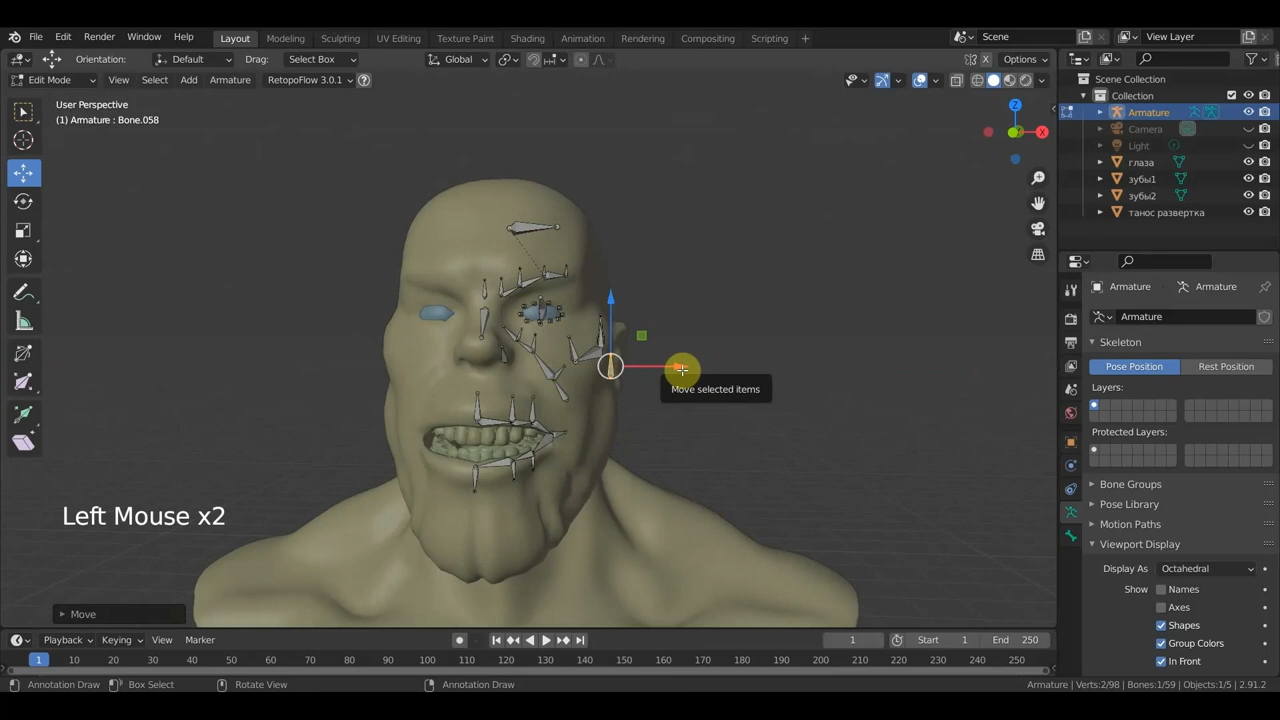 File Edit Render Window Help Layout Modeling Sculpting UV Editing Texture Paint Shading Animation Rendering Compositing Scripting + Scene View Layer
Orientation: Default Drag: Select Box Global Options
Edit Mode View Select Add Armature RetopoFlow 3.0.1 ?
Scene Collection
Collection
Armature
Camera
Light
глаза
зубы1
зубы2
танос развертка
User Perspective
(1) Armature : Bone.058
Z
X
Move selected items
Left Mouse x2
Move
Armature Armature
Armature
Skeleton
Pose Position Rest Position
Layers:
Protected Layers:
Bone Groups
Pose Library
Motion Paths
Viewport Display
Display As Octahedral
Show Names
Axes
Shapes
Group Colors
In Front
Playback Keying View Marker 1 Start 1 End 250
1 10 20 30 40 50 60 70 80 90 100 110 120 130 140 150 160 170 180 190 200 210 220 230 240 250
Annotation Draw Box Select Rotate View Annotation Draw Armature | Verts:2/98 | Bones:1/59 | Objects:1/5 | 2.91.2